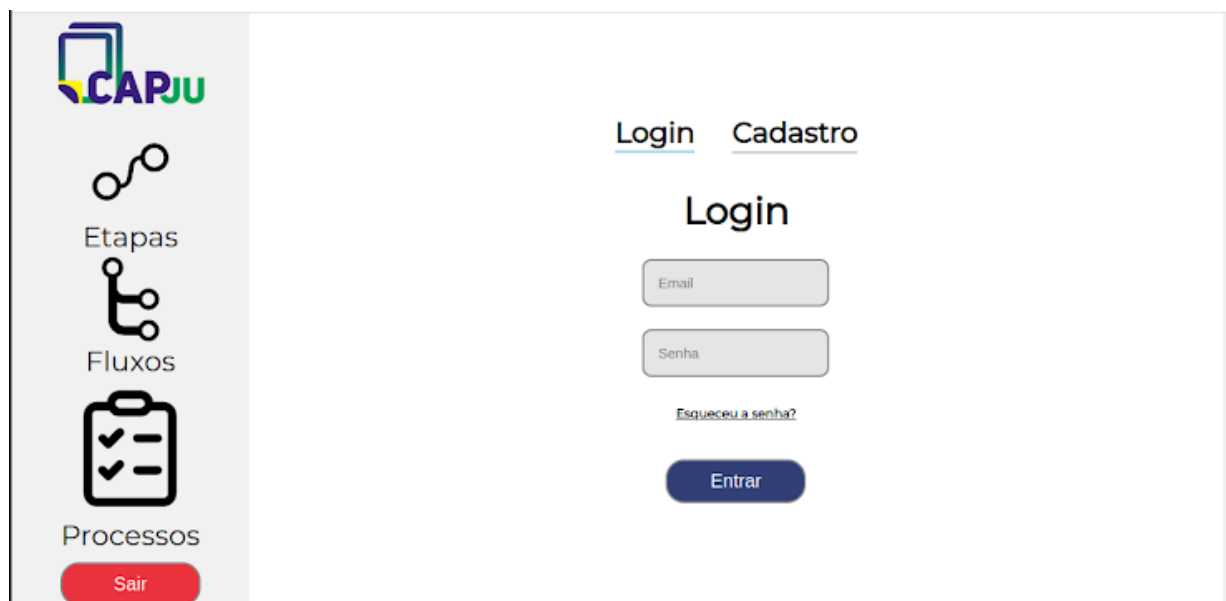 CAPJU
Etapas
Fluxos
Processos
Sair
Login Cadastro
Login
Email
Senha
Esqueceu a senha?
Entrar